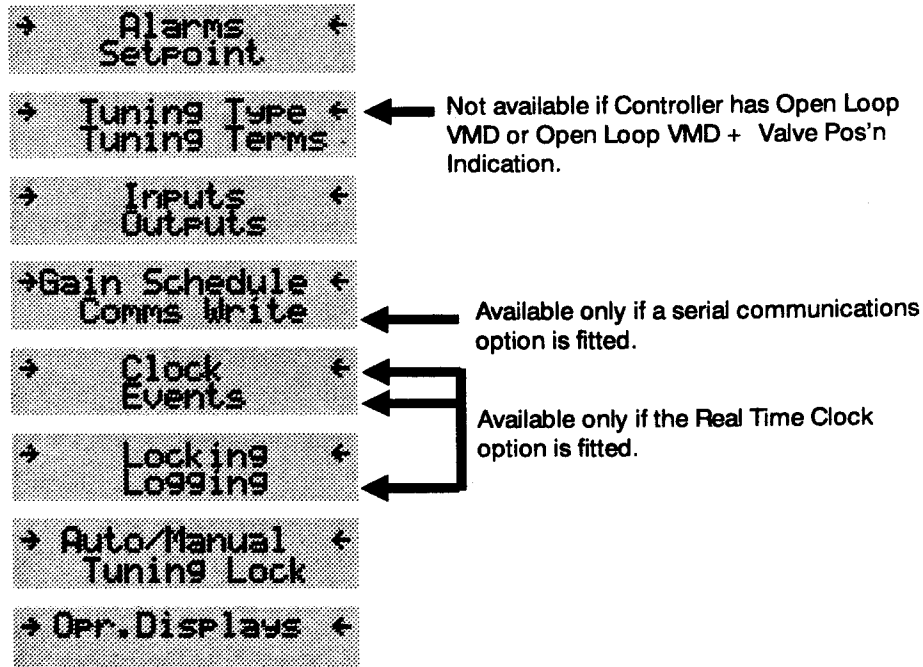 → Alarms ←
Setpoint
→ Tuning Type ←
Tuning Terms
Not available if Controller has Open Loop
VMD or Open Loop VMD + Valve Pos'n
Indication.
→ Inputs ←
Outputs
→Gain Schedule ←
Comms Write
Available only if a serial communications
option is fitted.
→ Clock ←
Events
Available only if the Real Time Clock
option is fitted.
→ Locking ←
Logging
→ Auto/Manual ←
Tuning Lock
→ Opr.Displays ←